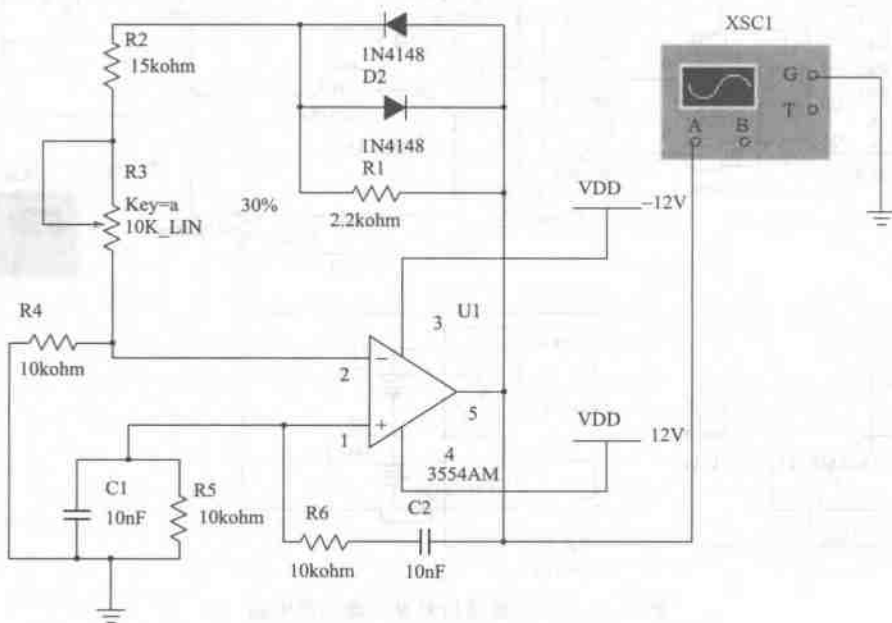 XSC1
G
T
A
B
R2
15kohm
1N4148
D2
1N4148
R1
2.2kohm
R3
Key=a
10K_LIN
30%
VDD
–12V
R4
10kohm
3
U1
2
5
1
4
3554AM
VDD
12V
C1
10nF
R5
10kohm
R6
10kohm
C2
10nF